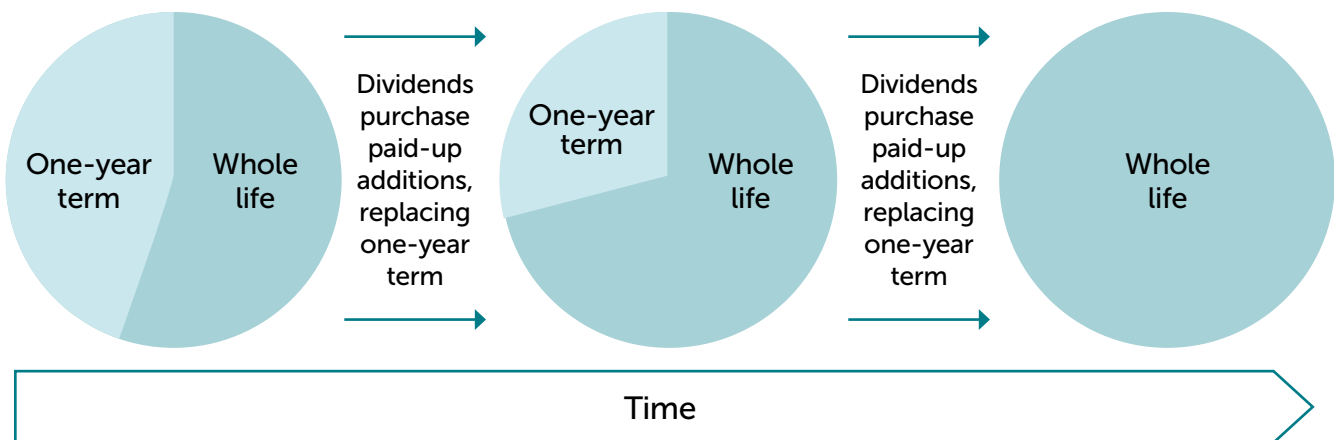 One-year
term
Whole
life
Dividends
purchase
paid-up
additions,
replacing
one-year
term
One-year
term
Whole
life
Dividends
purchase
paid-up
additions,
replacing
one-year
term
Whole
life
Time